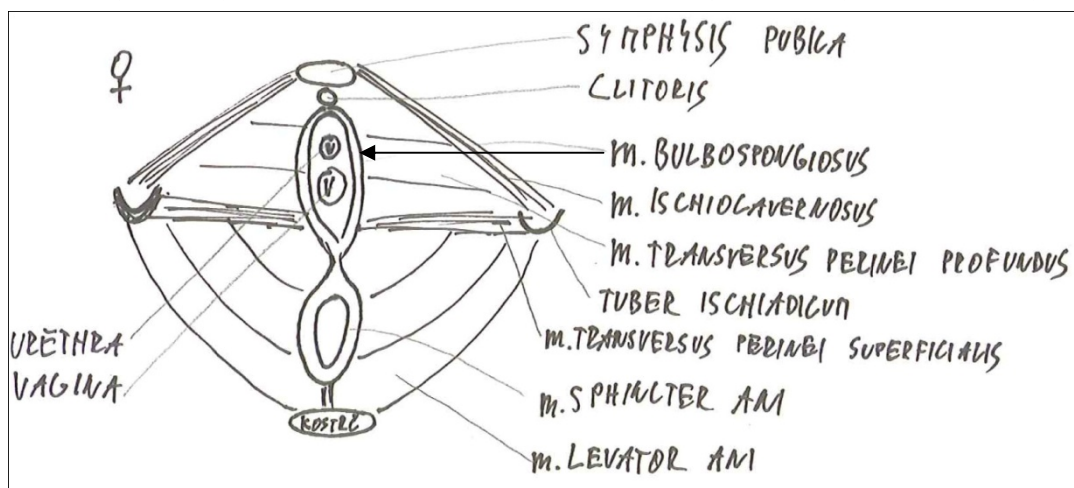 ♀
SYMPHYSIS PUBICA
CLITORIS
m. BULBOSPONGIOSUS
m. ISCHIOCAVERNOSUS
m. TRANSVERSUS PERINEI PROFUNDUS
TUBER ISCHIADICUM
m. TRANSVERSUS PERINEI SUPERFICIALIS
m. SPHINCTER ANI
m. LEVATOR ANI
U
V
URETHRA
VAGINA
KOSTRČ